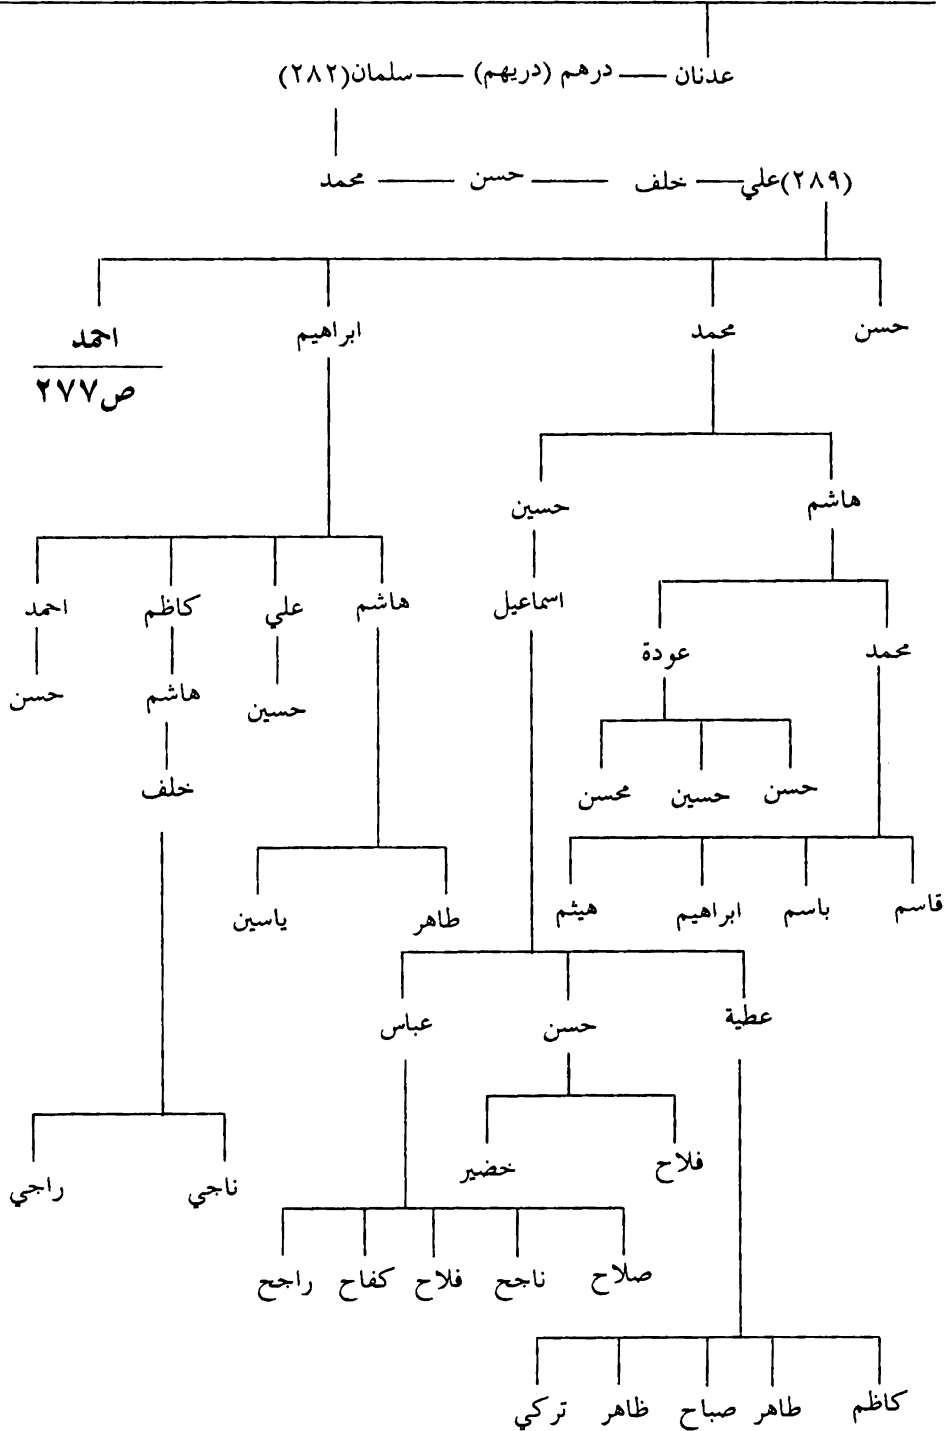 عدنان — درهم (دريهم) — سلمان (٢٨٢)
(٢٨٩) علي — خلف — حسن — محمد
حسن محمد ابراهيم احمد
ص٢٧٧
هاشم حسين
هاشم علي كاظم احمد
اسماعيل
محمد عودة
حسين هاشم حسن
حسن حسين محسن
خلف
قاسم باسم ابراهيم هيثم
طاهر ياسين
عطية حسن عباس
فلاح خضير
ناجي راجي
صلاح ناجح فلاح كفاح راجح
كاظم طاهر صباح ظاهر تركي